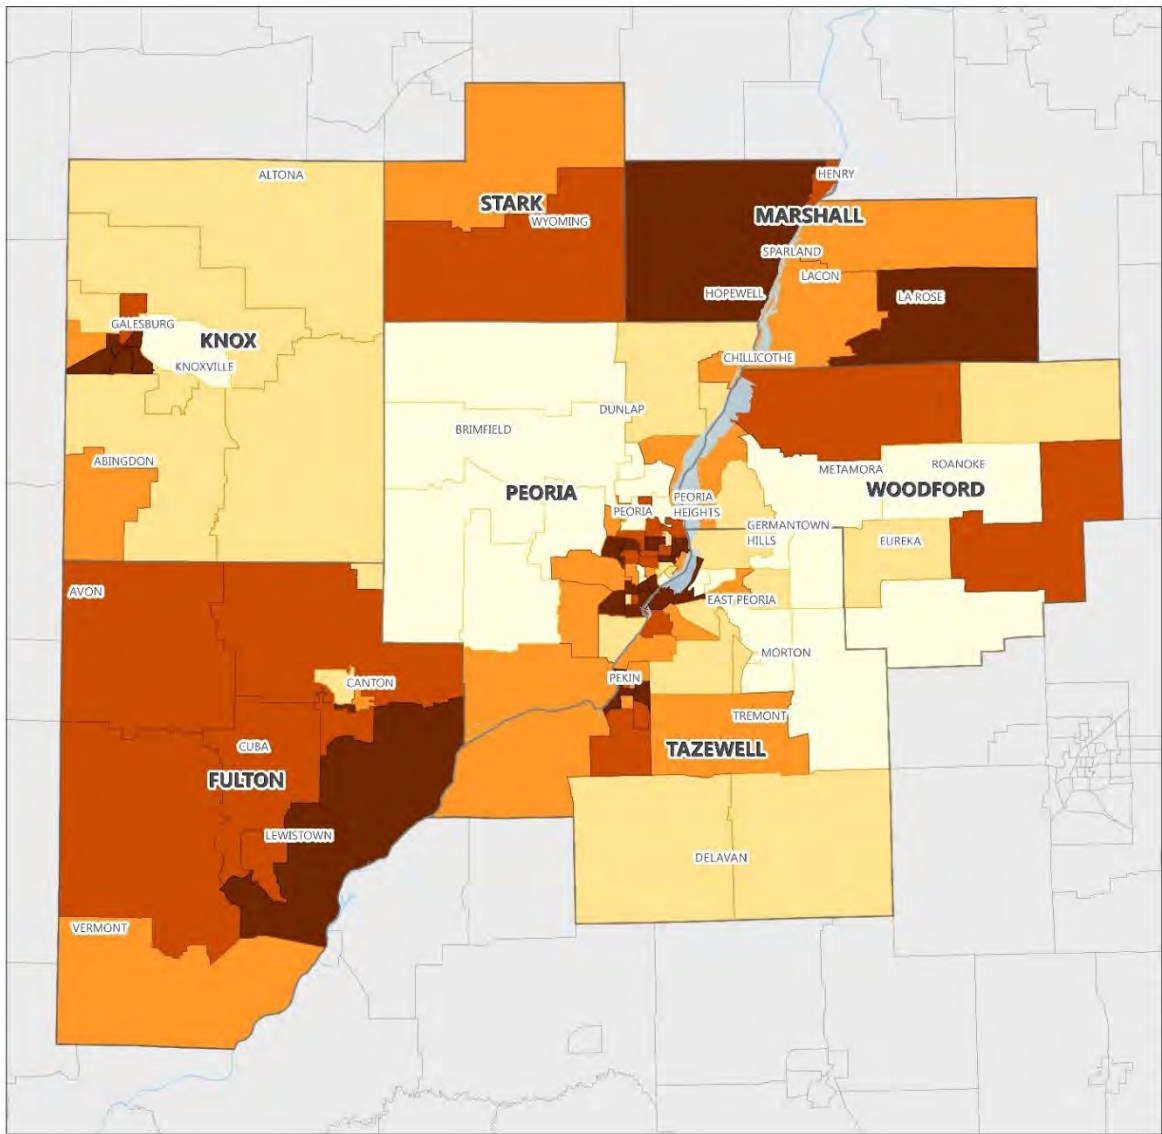 ALTONA
HENRY
STARK
MARSHALL
WYOMING
SPARLAND
LACON
HOPEWELL
LA ROSE
GALESBURG
KNOX
KNOXVILLE
CHILLICOTHE
DUNLAP
BRIMFIELD
ABINGDON
METAMORA
ROANOKE
PEORIA
WOODFORD
PEORIA
HEIGHTS
PEORIA
GERMANTOWN
HILLS
EUREKA
AVON
EAST PEORIA
MORTON
PEKIN
CANTON
TREMONT
CUBA
TAZEWELL
FULTON
LEWISTOWN
DELAVAN
VERMONT